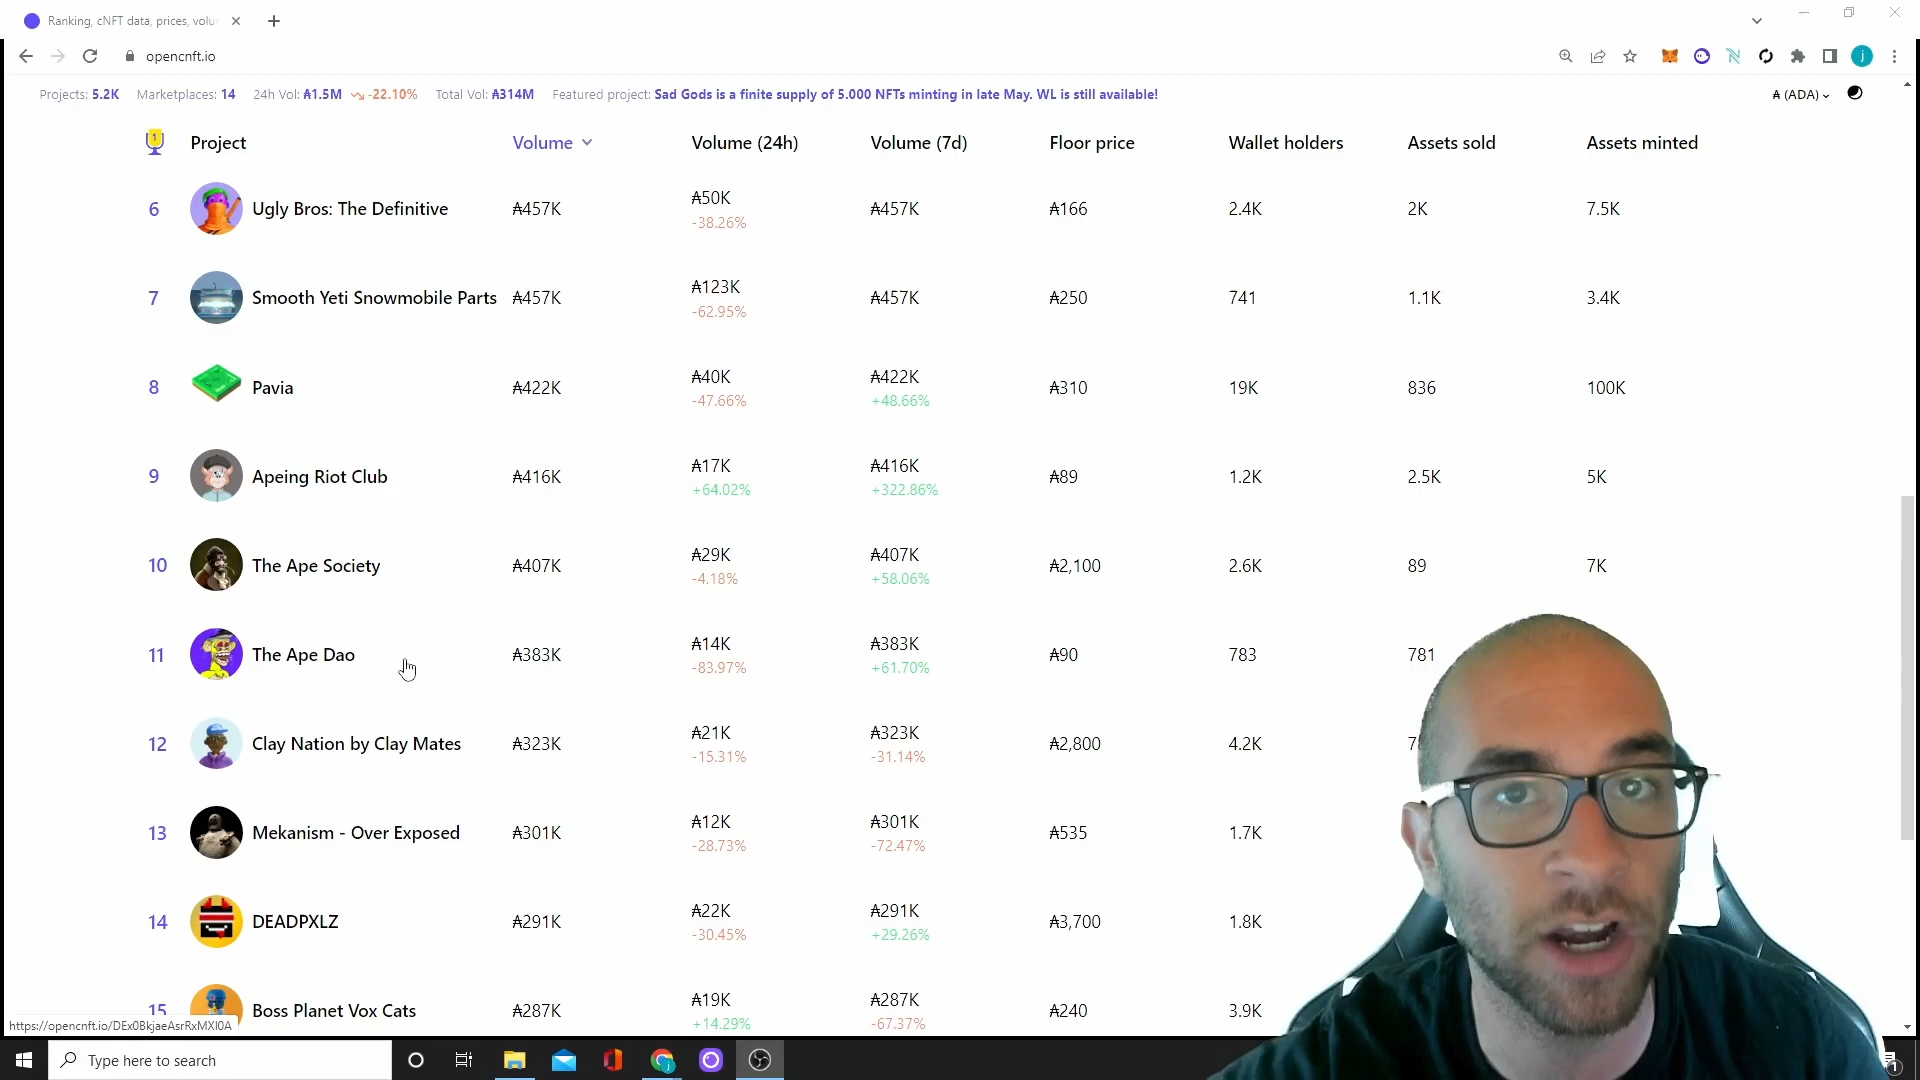 Ranking, cNFT data, prices, volu
opencnft.io
j
Projects: 5.2K Marketplaces: 14 24h Vol: ₳1.5M -22.10% Total Vol: ₳314M Featured project: Sad Gods is a finite supply of 5.000 NFTs minting in late May. WL is still available! ₳ (ADA)
1 Project Volume Volume (24h) Volume (7d) Floor price Wallet holders Assets sold Assets minted
6 Ugly Bros: The Definitive ₳457K ₳50K ₳457K ₳166 2.4K 2K 7.5K
-38.26%
7 Smooth Yeti Snowmobile Parts ₳457K ₳123K ₳457K ₳250 741 1.1K 3.4K
-62.95%
8 Pavia ₳422K ₳40K ₳422K ₳310 19K 836 100K
-47.66% +48.66%
9 Apeing Riot Club ₳416K ₳17K ₳416K ₳89 1.2K 2.5K 5K
+64.02% +322.86%
10 The Ape Society ₳407K ₳29K ₳407K ₳2,100 2.6K 89 7K
-4.18% +58.06%
11 The Ape Dao ₳383K ₳14K ₳383K ₳90 783 781
-83.97% +61.70%
12 Clay Nation by Clay Mates ₳323K ₳21K ₳323K ₳2,800 4.2K
-15.31% -31.14%
13 Mekanism - Over Exposed ₳301K ₳12K ₳301K ₳535 1.7K
-28.73% -72.47%
14 DEADPXLZ ₳291K ₳22K ₳291K ₳3,700 1.8K
-30.45% +29.26%
15 Boss Planet Vox Cats ₳287K ₳19K ₳287K ₳240 3.9K
+14.29% -67.37%
https://opencnft.io/DEx0BkjaeAsrRxMXI0A
Type here to search
1